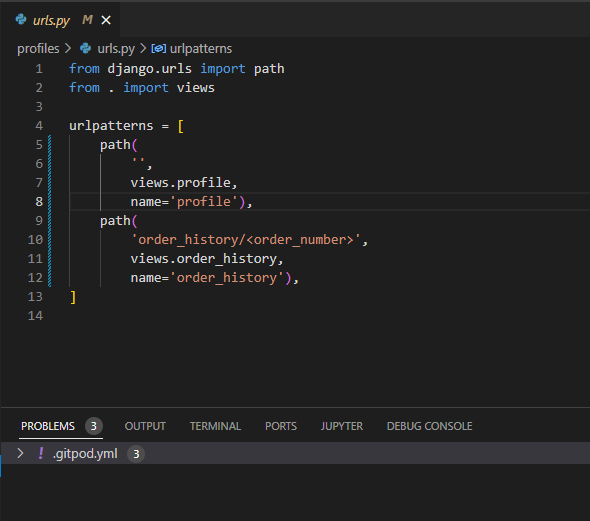 urls.py M
profiles > urls.py > urlpatterns
1 from django.urls import path
2 from . import views
3
4 urlpatterns = [
5 path(
6 '',
7 views.profile,
8 name='profile'),
9 path(
10 'order_history/<order_number>',
11 views.order_history,
12 name='order_history'),
13 ]
14
PROBLEMS 3 OUTPUT TERMINAL PORTS JUPYTER DEBUG CONSOLE
> ! .gitpod.yml 3